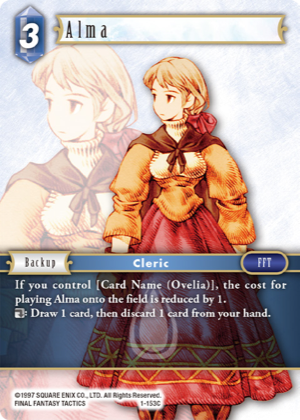 3
Alma
Backup
Cleric
FFT
If you control [Card Name (Ovelia)], the cost for
playing Alma onto the field is reduced by 1.
: Draw 1 card, then discard 1 card from your hand.
©1997 SQUARE ENIX CO., LTD. All Rights Reserved.
FINAL FANTASY TACTICS
1-153C